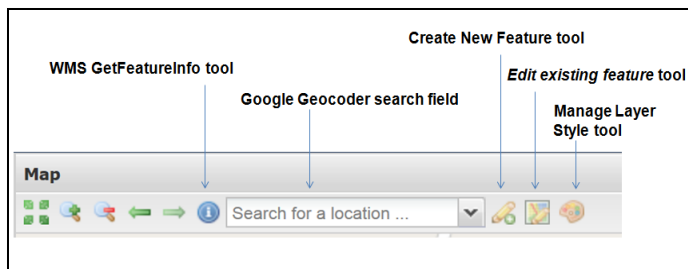 Create New Feature tool
WMS GetFeatureInfo tool
Edit existing feature tool
Google Geocoder search field
Manage Layer
Style tool
Map
Search for a location ...